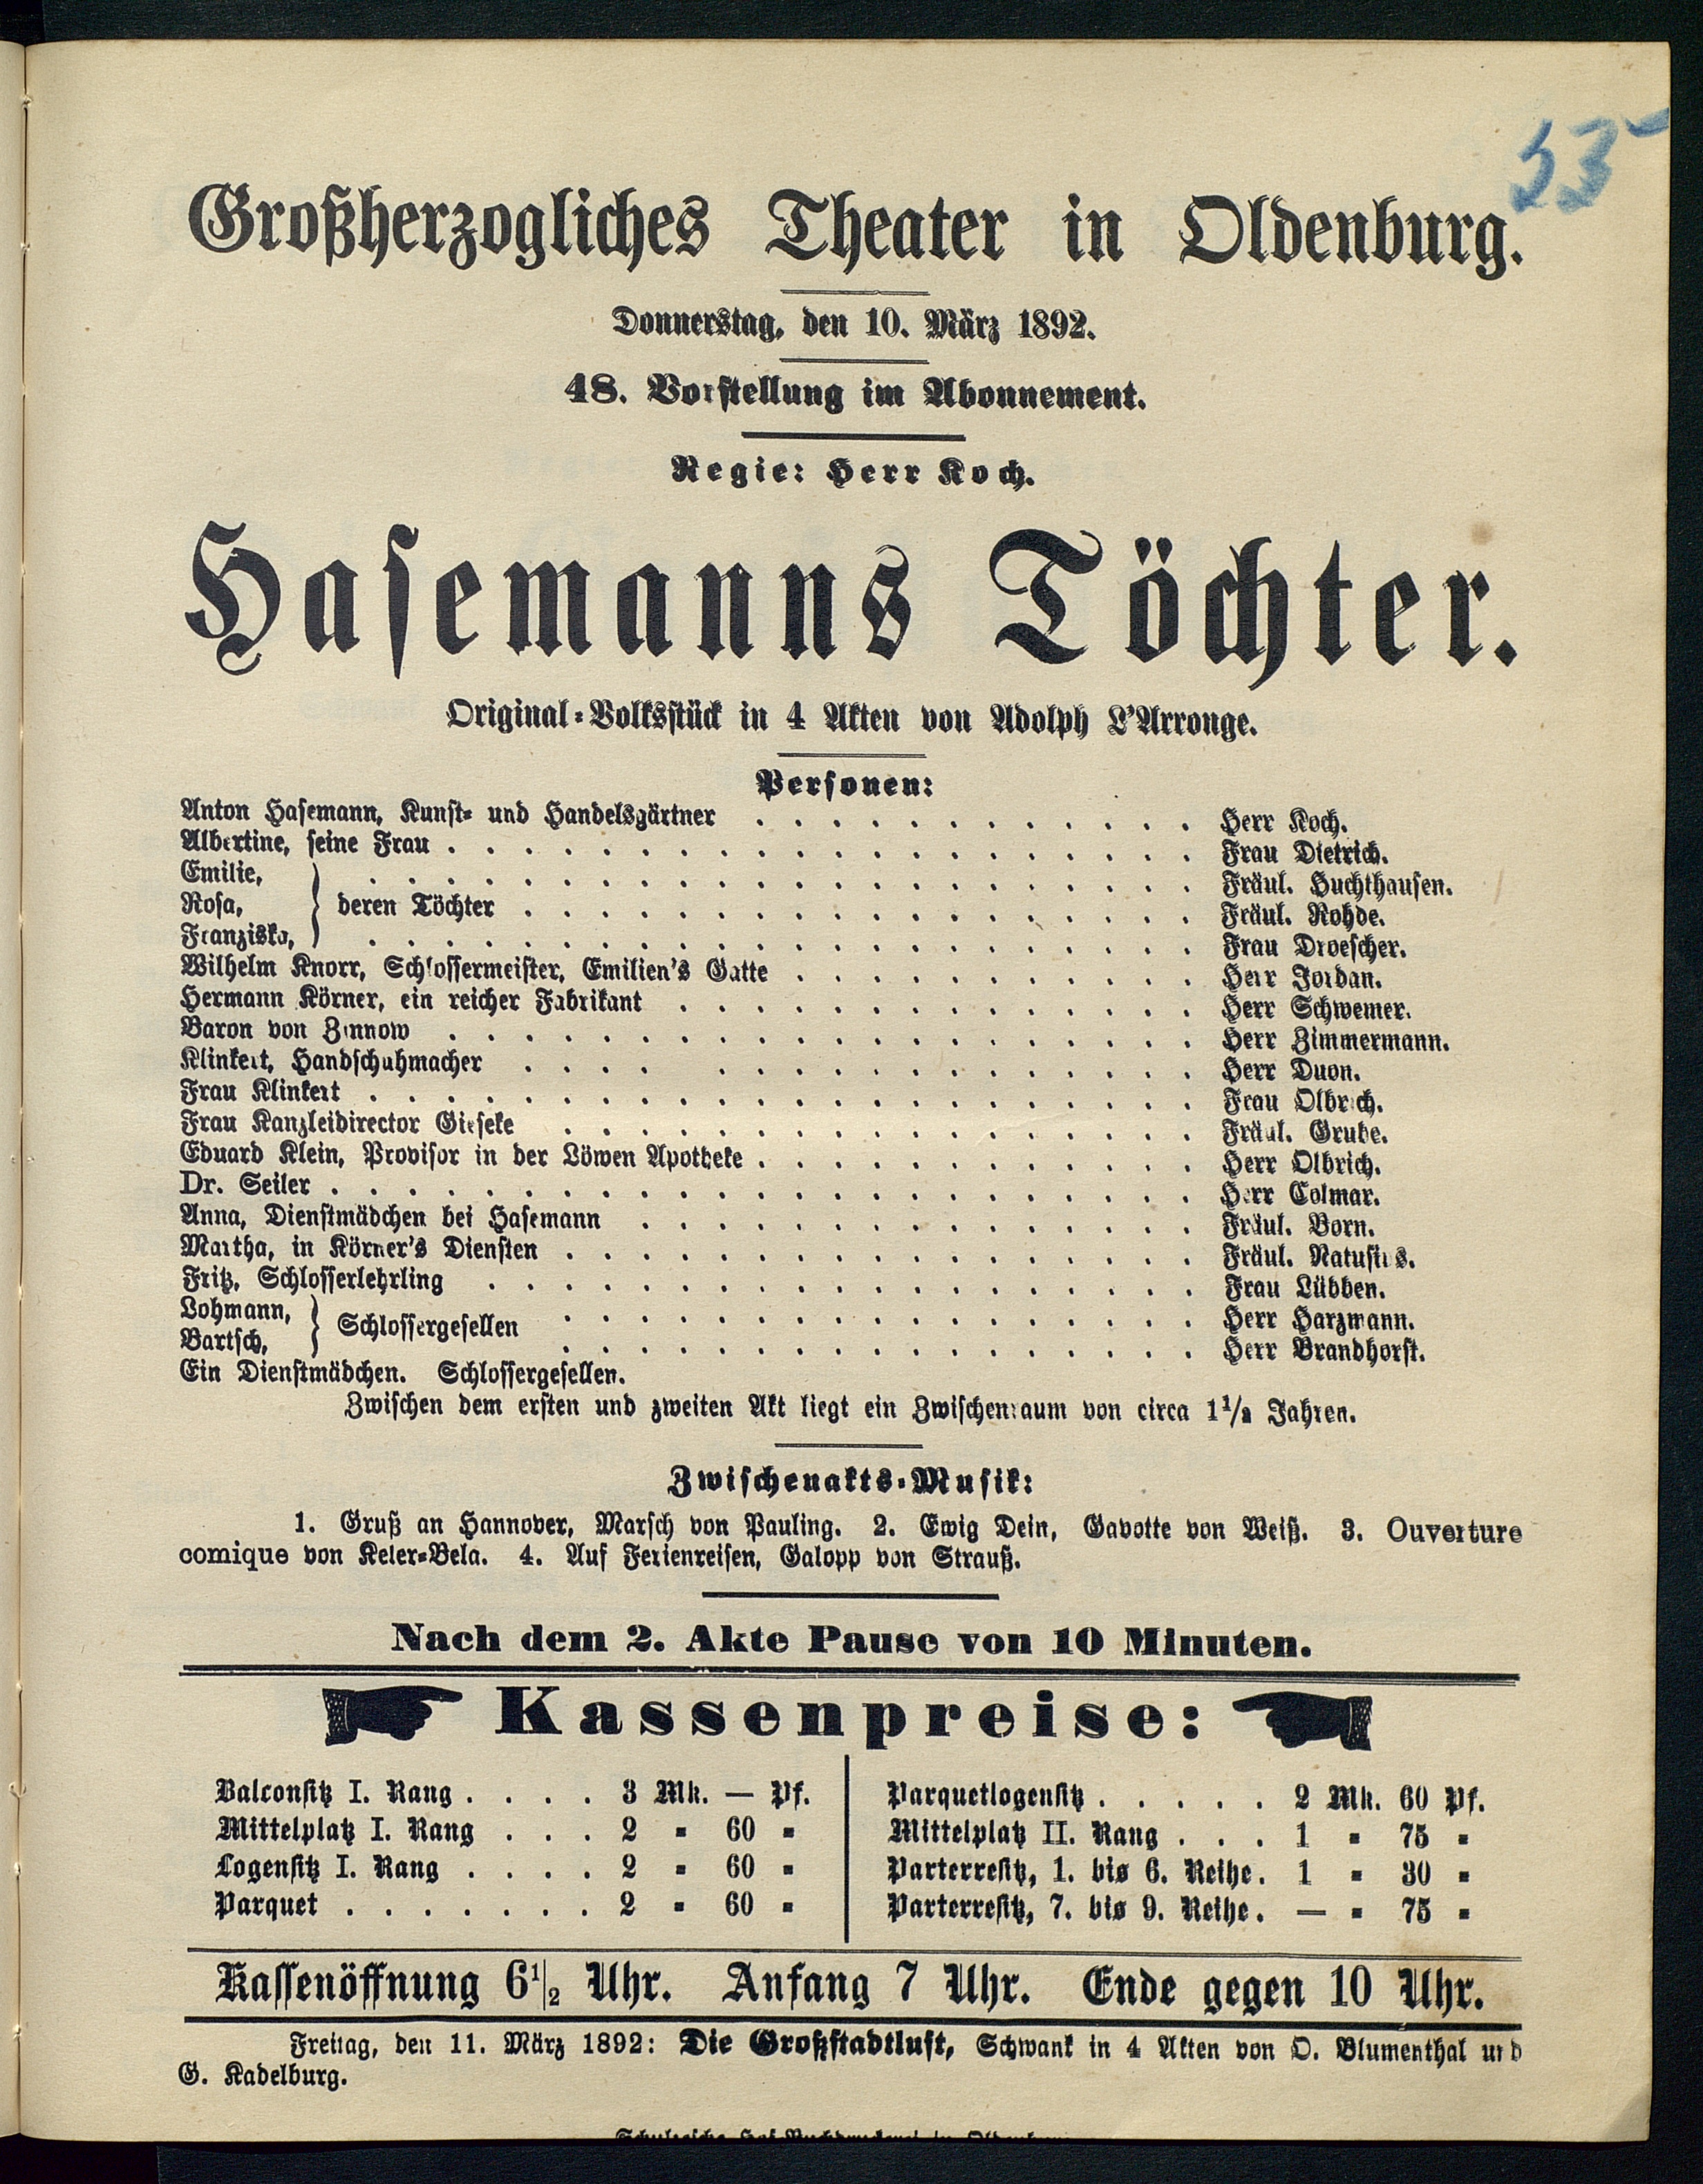 53
Großherzogliches Theater in Oldenburg.
Donnerstag, den 10. März 1892.
48. Vorstellung im Abonnement.
Regie: Herr Koch.
Hasemanns Töchter.
Original-Volksstück in 4 Akten von Adolph L'Arronge.
Personen:
Anton Hasemann, Kunst- und Handelsgärtner . . . . . . . . . . . . Herr Koch.
Albertine, seine Frau . . . . . . . . . . . . . . . . . . . . Frau Dietrich.
Emilie, . . . . . . . . . . . . . . . . . . . . . . Fräul. Huchthausen.
Rosa, } deren Töchter . . . . . . . . . . . . . . . . . . Fräul. Rohde.
Franziska, . . . . . . . . . . . . . . . . . . . . . . Frau Droescher.
Wilhelm Knorr, Schlossermeister, Emilien's Gatte . . . . . . . . . . . Herr Jordan.
Hermann Körner, ein reicher Fabrikant . . . . . . . . . . . . . . Herr Schwemer.
Baron von Zinnow . . . . . . . . . . . . . . . . . . . . Herr Zimmermann.
Klinkert, Handschuhmacher . . . . . . . . . . . . . . . . . Herr Duon.
Frau Klinkert . . . . . . . . . . . . . . . . . . . . . . Frau Olbrich.
Frau Kanzleidirector Gieseke . . . . . . . . . . . . . . . . . Fräul. Grube.
Eduard Klein, Provisor in der Löwen Apotheke . . . . . . . . . . . . Herr Olbrich.
Dr. Seiler . . . . . . . . . . . . . . . . . . . . . . . Herr Colmar.
Anna, Dienstmädchen bei Hasemann . . . . . . . . . . . . . . . Fräul. Born.
Martha, in Körner's Diensten . . . . . . . . . . . . . . . . . Fräul. Natusius.
Fritz, Schlosserlehrling . . . . . . . . . . . . . . . . . . . Frau Lübben.
Lohmann, } Schlossergesellen . . . . . . . . . . . . . . . . . Herr Harzmann.
Bartsch, . . . . . . . . . . . . . . . . . Herr Brandhorst.
Ein Dienstmädchen. Schlossergesellen.
Zwischen dem ersten und zweiten Akt liegt ein Zwischenraum von circa 1 1/2 Jahren.
Zwischenakts-Musik:
1. Gruß an Hannover, Marsch von Pauling. 2. Ewig Dein, Gavotte von Weiß. 3. Ouverture
comique von Keler-Bela. 4. Auf Ferienreisen, Galopp von Strauß.
Nach dem 2. Akte Pause von 10 Minuten.
Kassenpreise:
Balconsitz I. Rang . . . . 3 Mk. — Pf.
Mittelplatz I. Rang . . . 2 " 60 "
Logensitz I. Rang . . . . 2 " 60 "
Parquet . . . . . . . 2 " 60 "
Parquetlogensitz . . . . . 2 Mk. 60 Pf.
Mittelplatz II. Rang . . . 1 " 75 "
Parterresitz, 1. bis 6. Reihe. 1 " 30 "
Parterresitz, 7. bis 9. Reihe. — " 75 "
Kassenöffnung 6 1/2 Uhr. Anfang 7 Uhr. Ende gegen 10 Uhr.
Freitag, den 11. März 1892: Die Großstadtluft, Schwank in 4 Akten von O. Blumenthal und
G. Kadelburg.